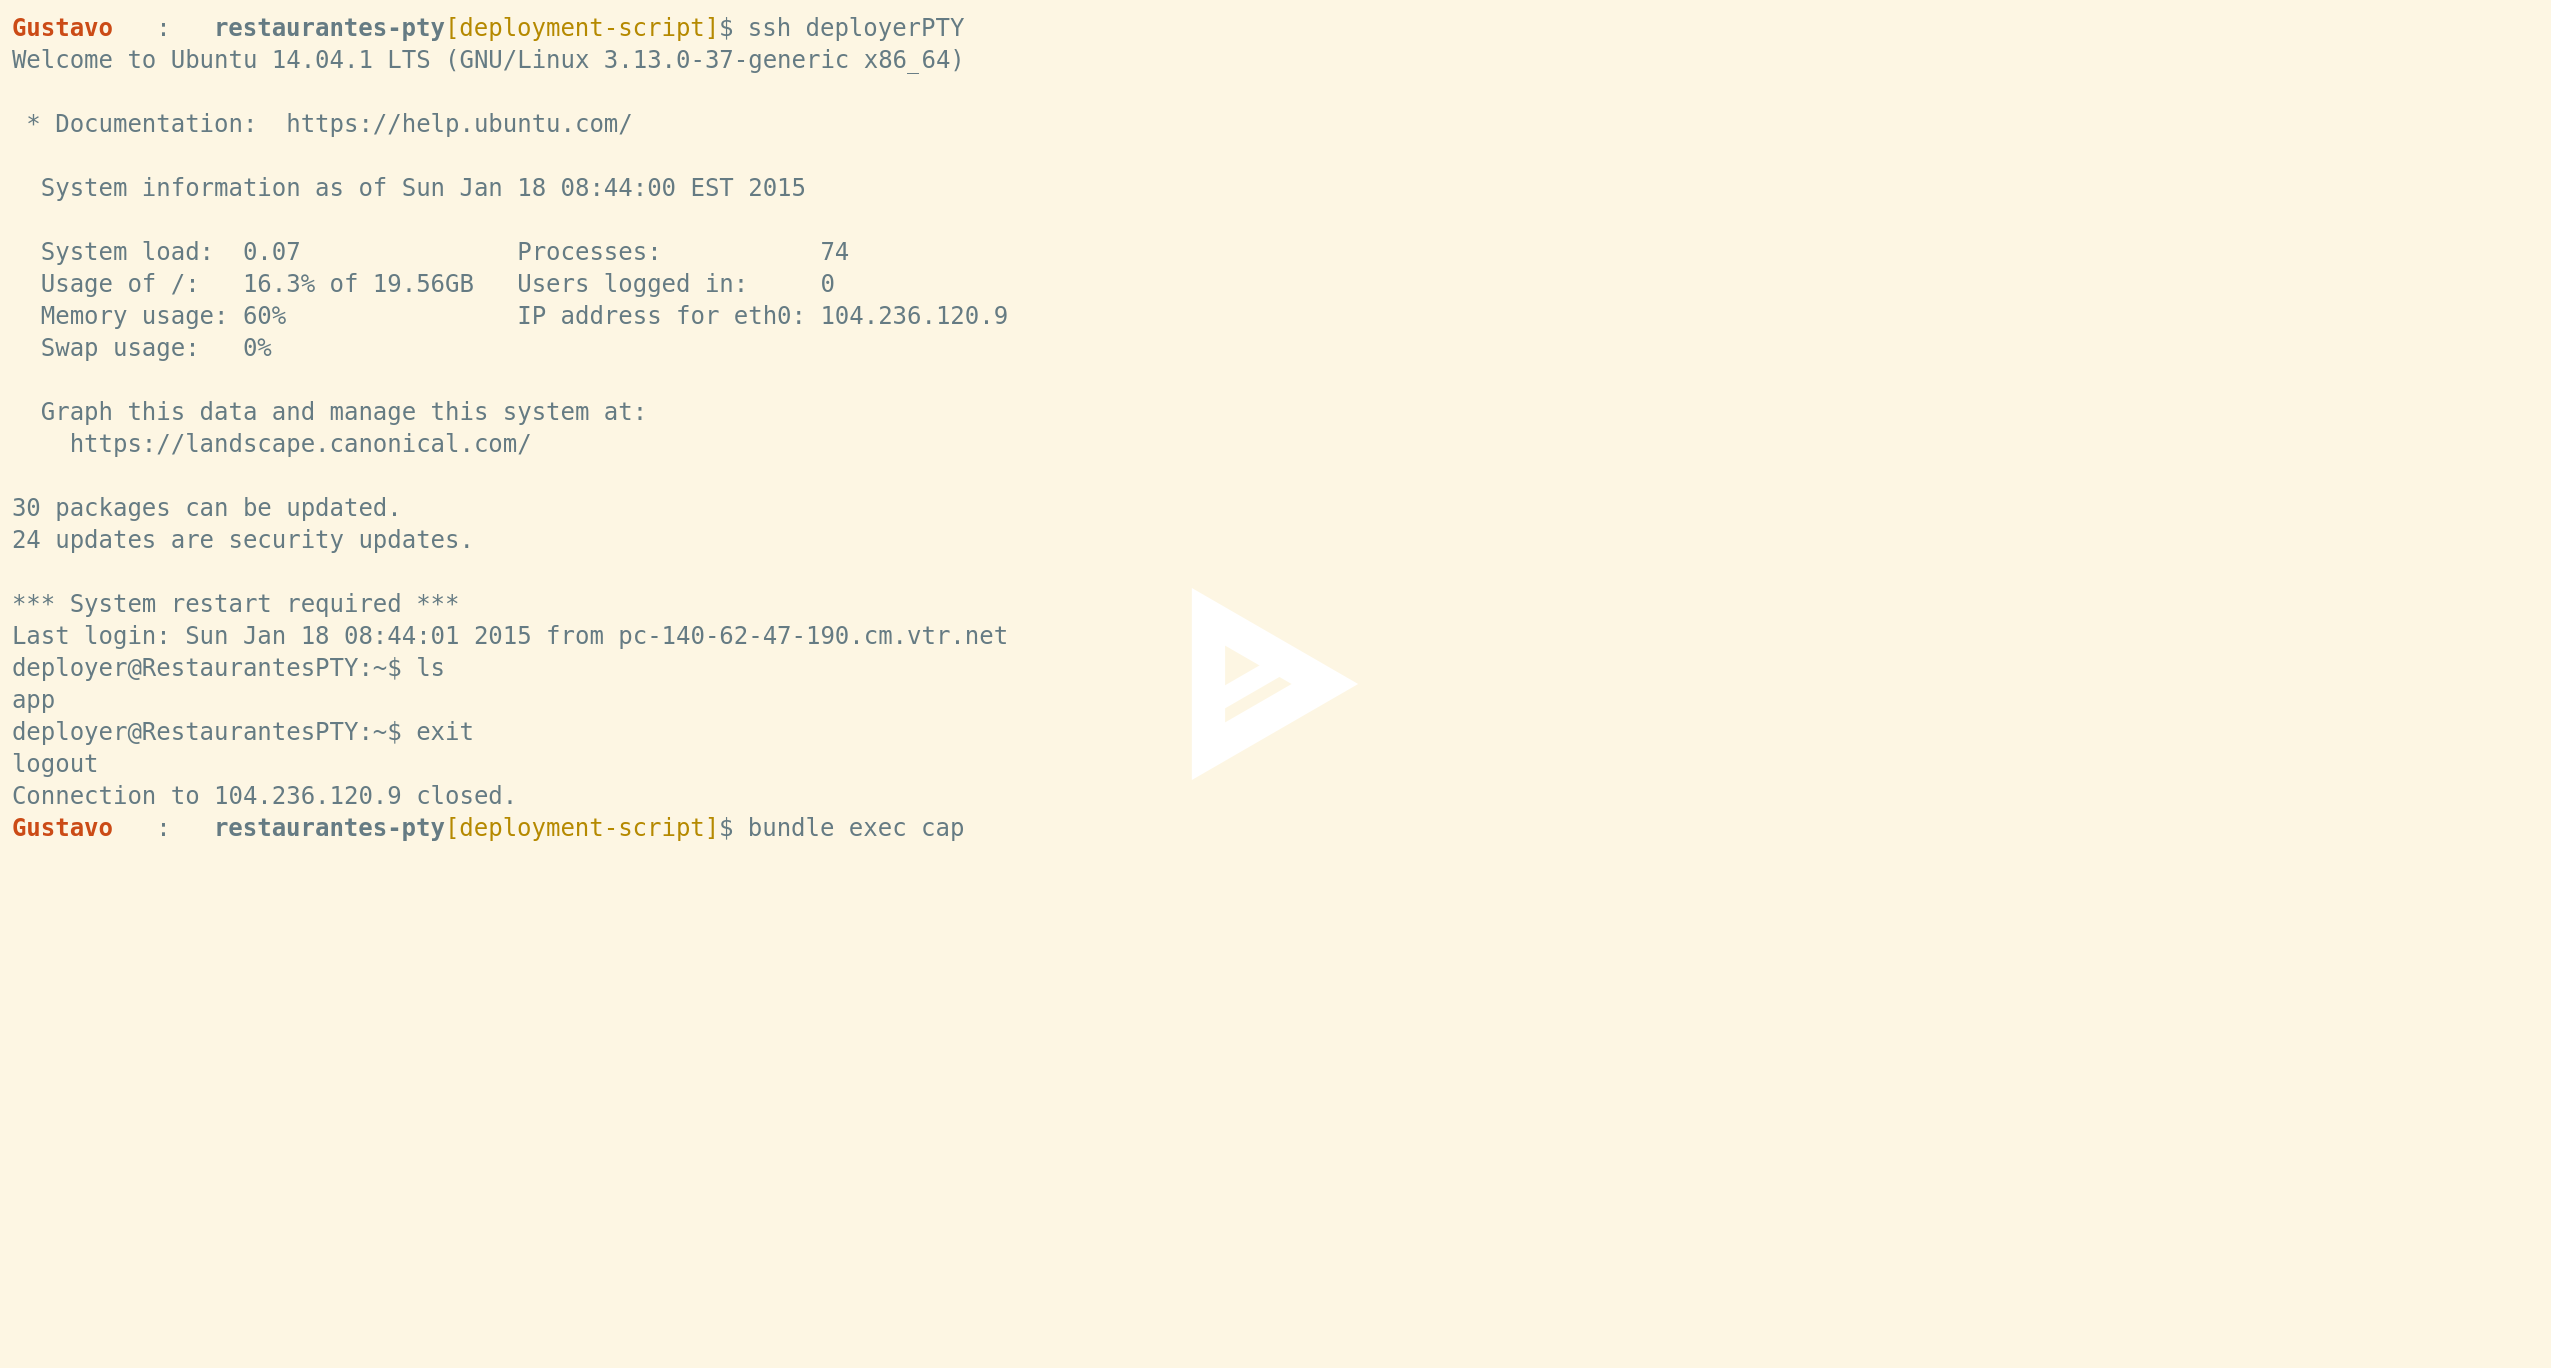 Gustavo   :   restaurantes-pty[deployment-script]$ ssh deployerPTY
Welcome to Ubuntu 14.04.1 LTS (GNU/Linux 3.13.0-37-generic x86_64)
 * Documentation:  https://help.ubuntu.com/
  System information as of Sun Jan 18 08:44:00 EST 2015
  System load:  0.07               Processes:           74
  Usage of /:   16.3% of 19.56GB   Users logged in:     0
  Memory usage: 60%                IP address for eth0: 104.236.120.9
  Swap usage:   0%
  Graph this data and manage this system at:
    https://landscape.canonical.com/
30 packages can be updated.
24 updates are security updates.
*** System restart required ***
Last login: Sun Jan 18 08:44:01 2015 from pc-140-62-47-190.cm.vtr.net
deployer@RestaurantesPTY:~$ ls
app
deployer@RestaurantesPTY:~$ exit
logout
Connection to 104.236.120.9 closed.
Gustavo   :   restaurantes-pty[deployment-script]$ bundle exec cap